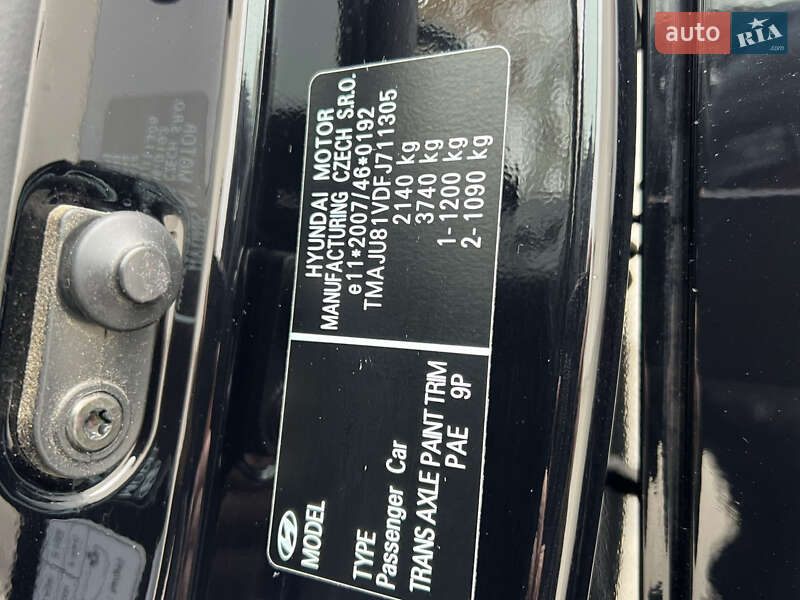 HYUNDAI MOTOR
MANUFACTURING CZECH S.R.O.
e11*2007/46*0192
TMAJU81VDFJ711305
2140 kg
3740 kg
1-1200 kg
2-1090 kg
MODEL
TYPE
Passenger Car
TRANS AXLE PAINT TRIM
PAE 9P
auto RIA.com